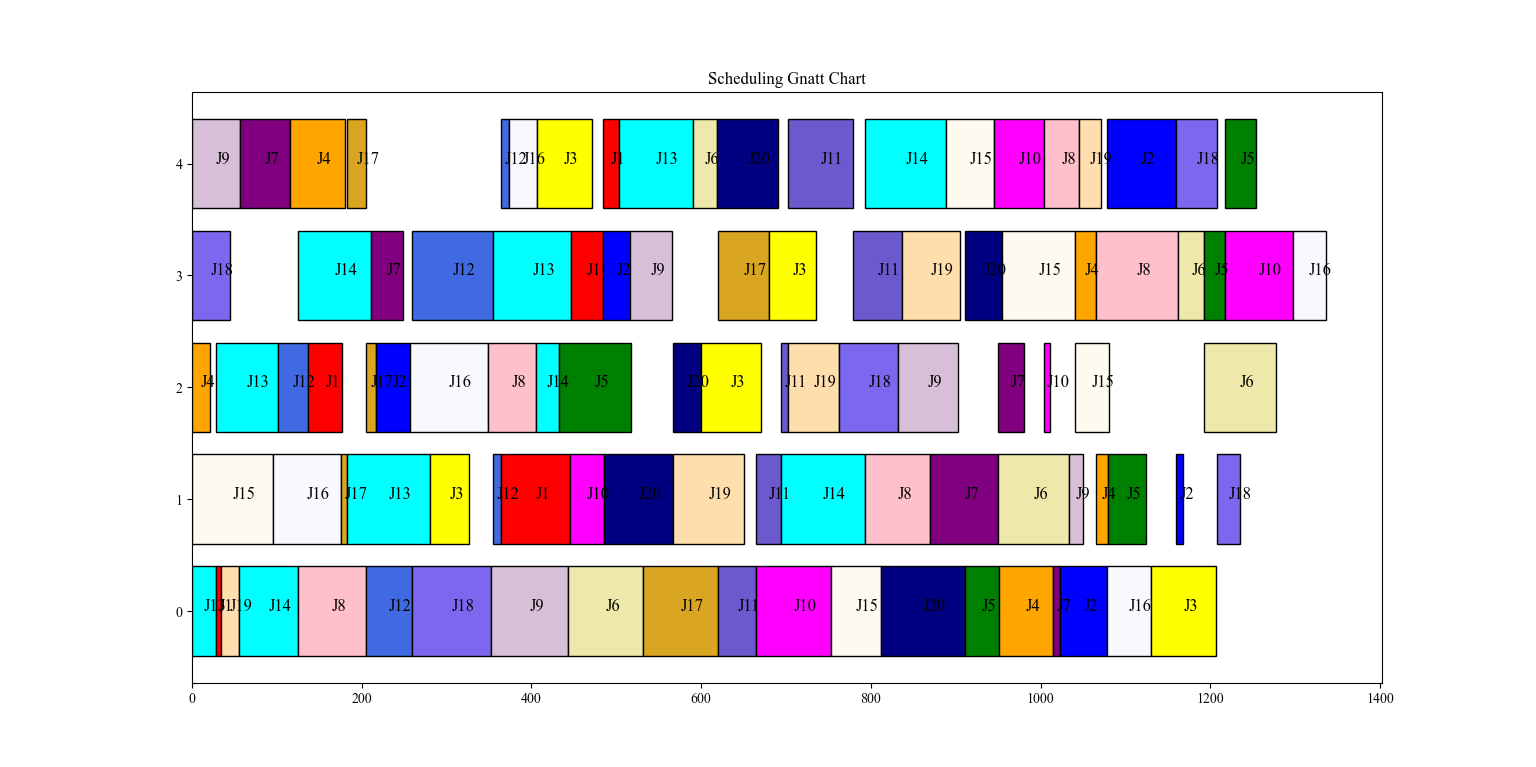 Scheduling Gnatt Chart
4 J9 J7 J4 J17 J12 J16 J3 J1 J13 J6 J20 J11 J14 J15 J10 J8 J19 J2 J18 J5
3 J18 J14 J7 J12 J13 J1 J2 J9 J17 J3 J11 J19 J20 J15 J4 J8 J6 J5 J10 J16
2 J4 J13 J12 J1 J17 J2 J16 J8 J14 J5 J20 J3 J11 J19 J18 J9 J7 J10 J15 J6
1 J15 J16 J17 J13 J3 J12 J1 J10 J20 J19 J11 J14 J8 J7 J6 J9 J4 J5 J2 J18
0 J13 J1 J19 J14 J8 J12 J18 J9 J6 J17 J11 J10 J15 J20 J5 J4 J7 J2 J16 J3
0 200 400 600 800 1000 1200 1400